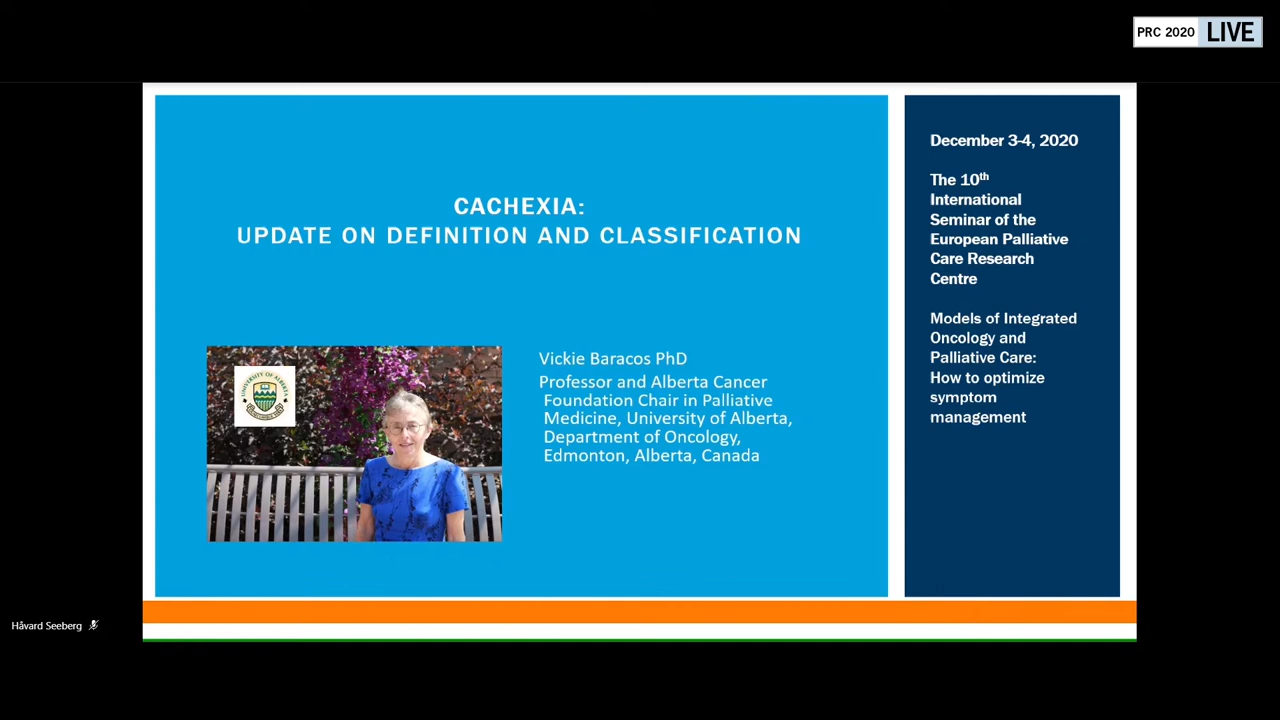 PRC 2020 LIVE
CACHEXIA:
UPDATE ON DEFINITION AND CLASSIFICATION
UNIVERSITY OF ALBERTA
Vickie Baracos PhD
Professor and Alberta Cancer
Foundation Chair in Palliative
Medicine, University of Alberta,
Department of Oncology,
Edmonton, Alberta, Canada
December 3-4, 2020
The 10th
International
Seminar of the
European Palliative
Care Research
Centre
Models of Integrated
Oncology and
Palliative Care:
How to optimize
symptom
management
Håvard Seeberg